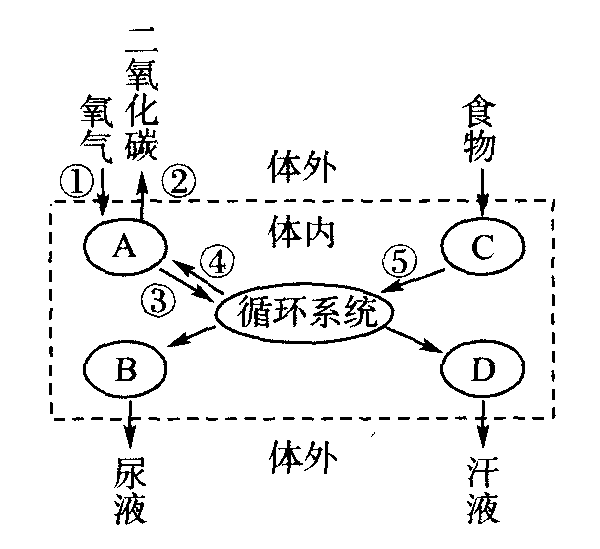 二氧化碳
氧气
食物
①
②
体外
体内
A
C
④
⑤
③
循环系统
B
D
体外
尿液
汗液